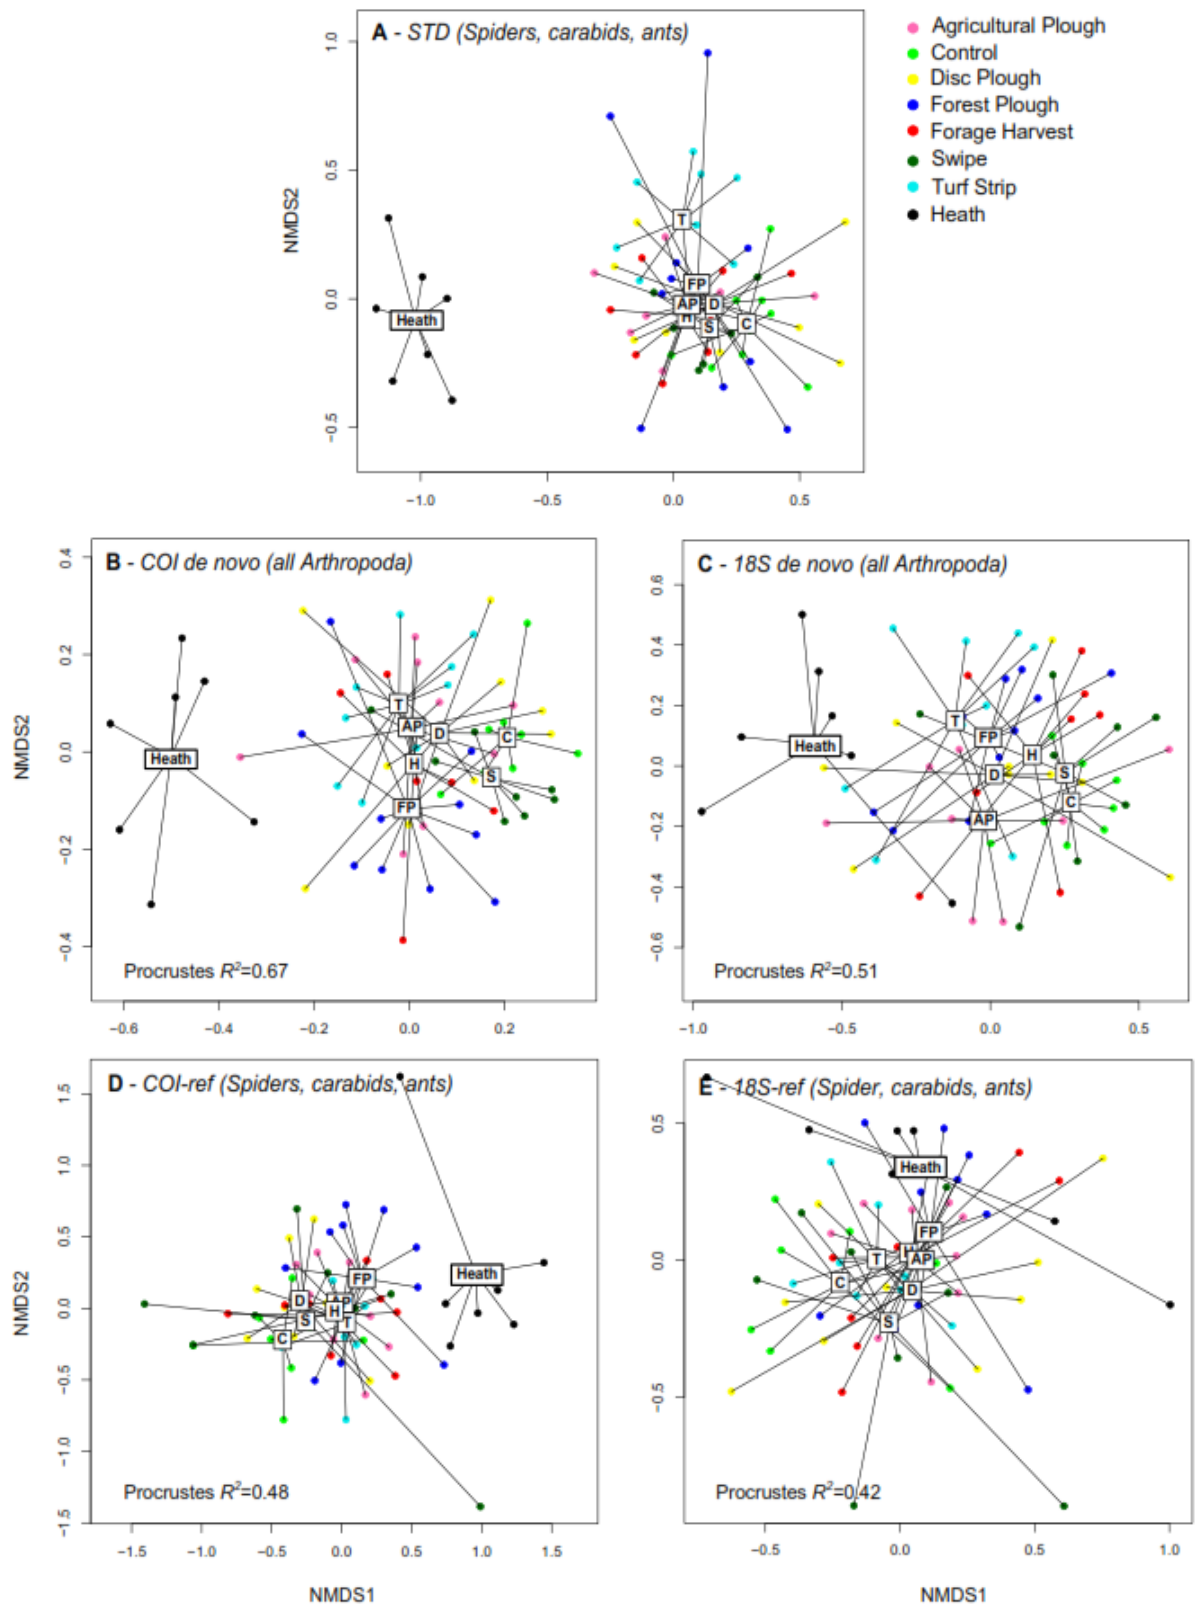 A - STD (Spiders, carabids, ants)
Agricultural Plough
Control
Disc Plough
Forest Plough
Forage Harvest
Swipe
Turf Strip
Heath
NMDS2
1.0
0.5
0.0
−0.5
T
FP
AP
D
H
S
C
Heath
−1.0
−0.5
0.0
0.5
B - COI de novo (all Arthropoda)
NMDS2
0.4
0.2
0.0
−0.2
−0.4
T
AP
D
C
Heath
H
S
FP
Procrustes R²=0.67
−0.6
−0.4
−0.2
0.0
0.2
C - 18S de novo (all Arthropoda)
0.6
0.4
0.2
0.0
−0.2
−0.4
−0.6
T
FP
Heath
H
D
S
C
AP
Procrustes R²=0.51
−1.0
−0.5
0.0
0.5
D - COI-ref (Spiders, carabids, ants)
NMDS2
1.5
1.0
0.5
0.0
−0.5
−1.0
−1.5
FP
Heath
D
AP
H
S
T
C
Procrustes R²=0.48
−1.5
−1.0
−0.5
0.0
0.5
1.0
1.5
NMDS1
E - 18S-ref (Spider, carabids, ants)
0.5
0.0
−0.5
Heath
FP
H
T
AP
C
D
S
Procrustes R²=0.42
−0.5
0.0
0.5
1.0
NMDS1